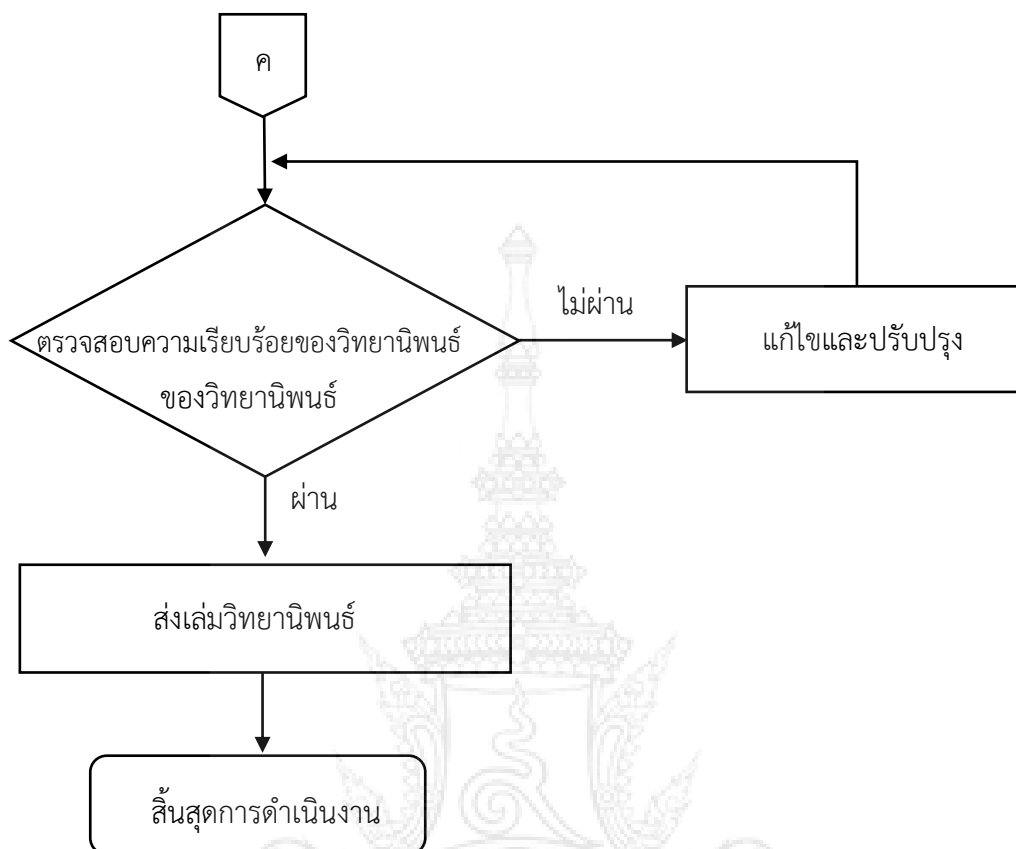 ค
ไม่ผ่าน
ตรวจสอบความเรียบร้อยของวิทยานิพนธ์
ของวิทยานิพนธ์
แก้ไขและปรับปรุง
ผ่าน
ส่งเล่มวิทยานิพนธ์
สิ้นสุดการดำเนินงาน